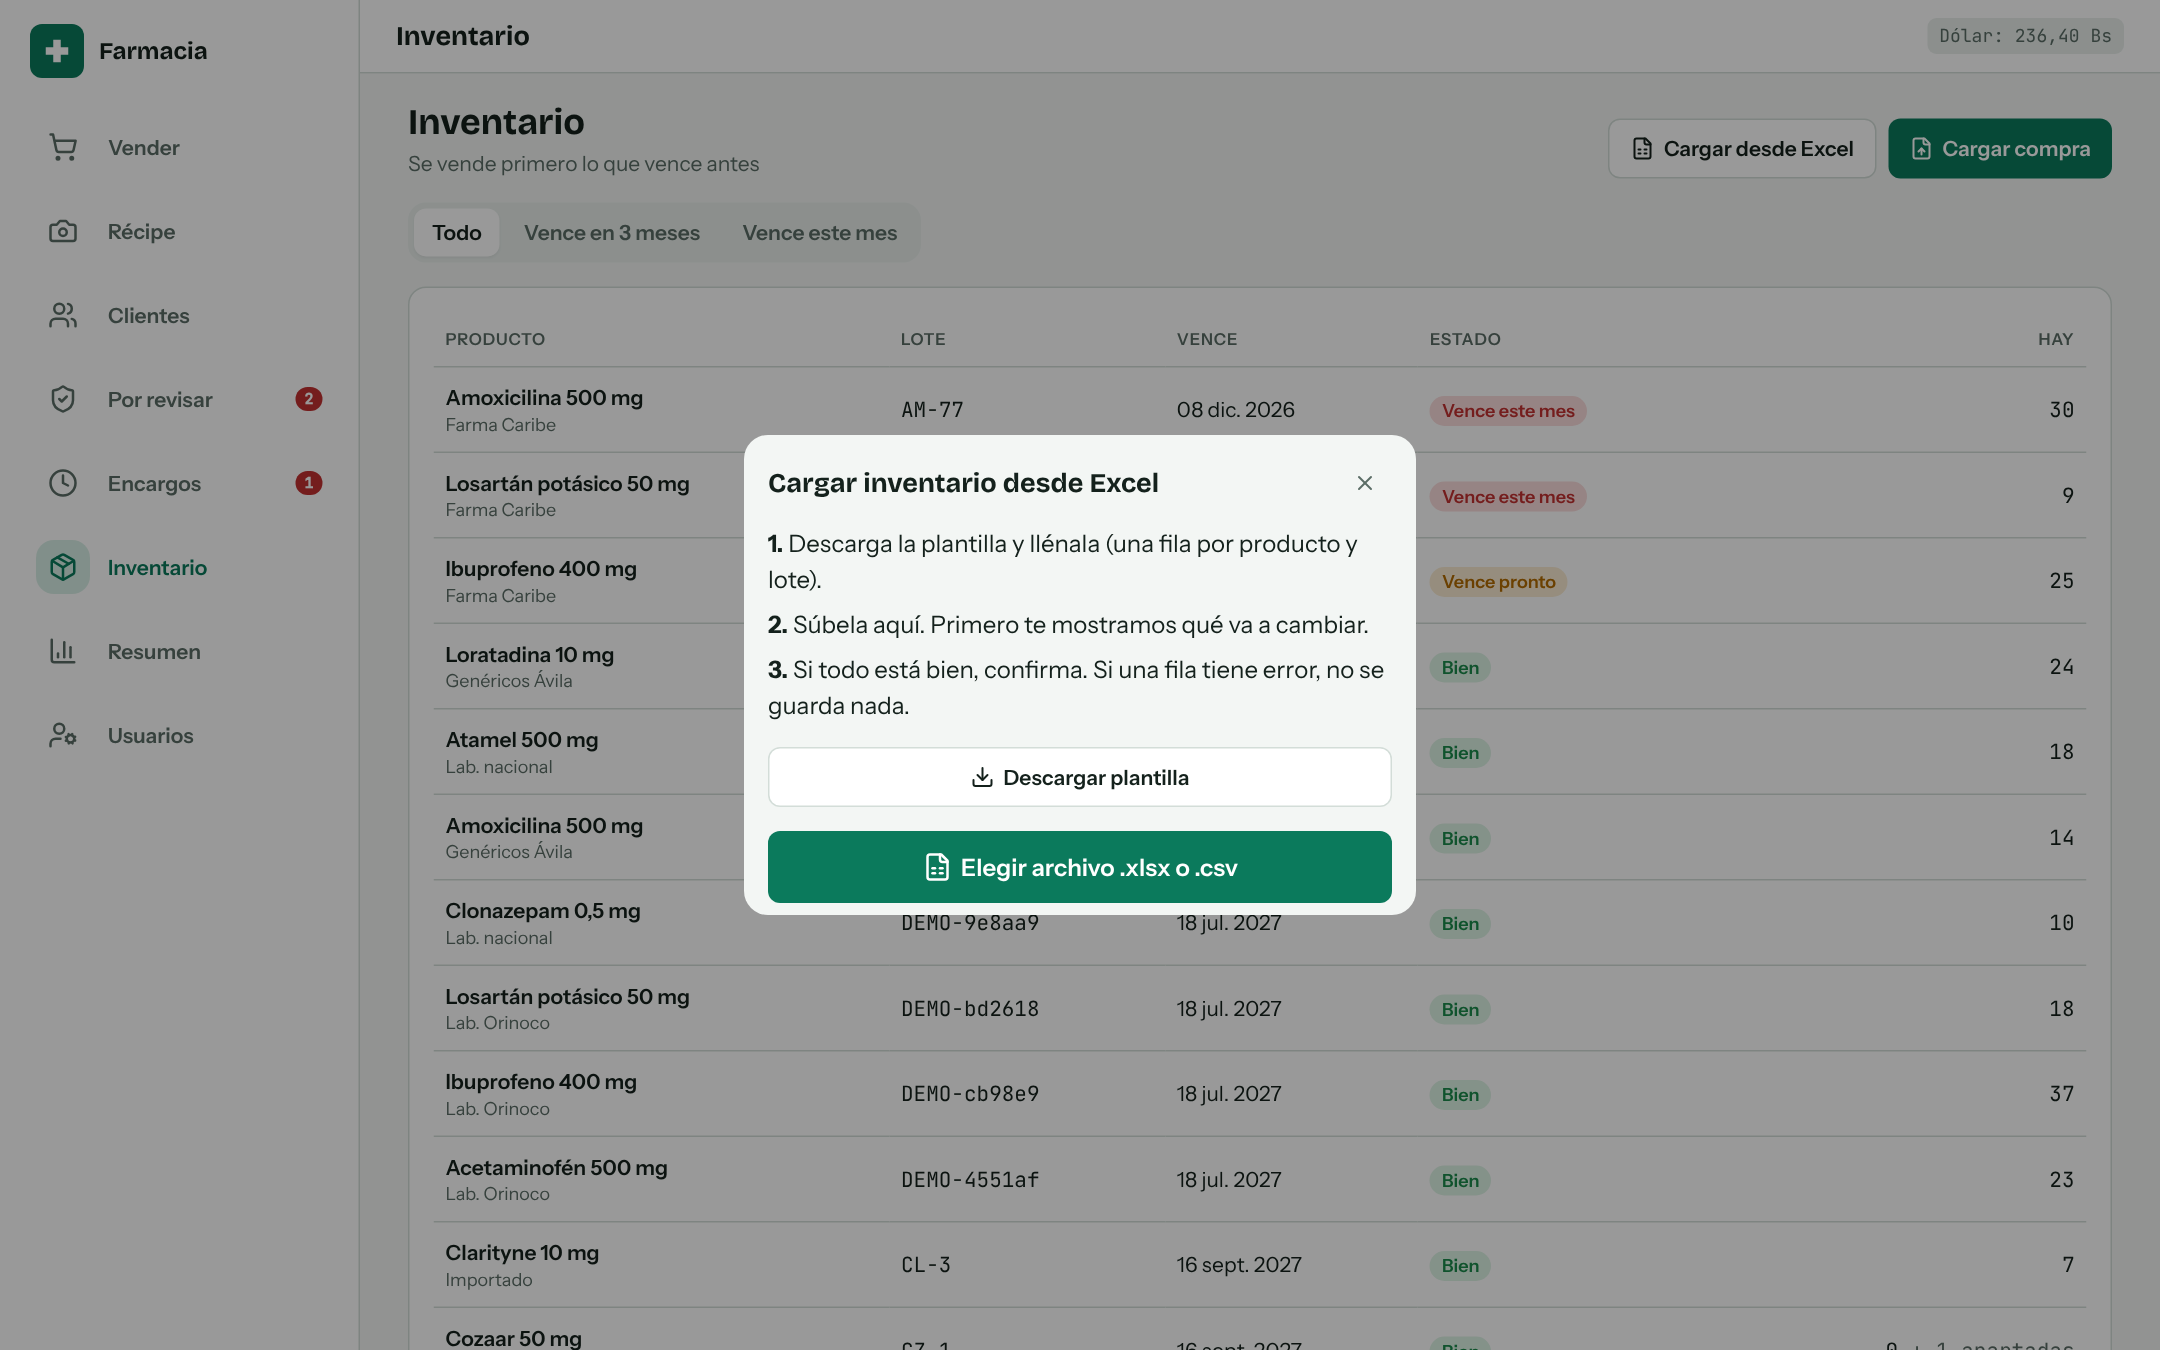 Farmacia
Vender
Récipe
Clientes
Por revisar 2
Encargos 1
Inventario
Resumen
Usuarios
Inventario
Dólar: 236,40 Bs
Inventario
Se vende primero lo que vence antes
Cargar desde Excel
Cargar compra
Todo Vence en 3 meses Vence este mes
PRODUCTO LOTE VENCE ESTADO HAY
Amoxicilina 500 mg AM-77 08 dic. 2026 Vence este mes 30
Farma Caribe
Losartán potásico 50 mg Vence este mes 9
Farma Caribe
Ibuprofeno 400 mg Vence pronto 25
Farma Caribe
Loratadina 10 mg Bien 24
Genéricos Ávila
Atamel 500 mg Bien 18
Lab. nacional
Amoxicilina 500 mg Bien 14
Genéricos Ávila
Clonazepam 0,5 mg DEMO-9e8aa9 18 jul. 2027 Bien 10
Lab. nacional
Losartán potásico 50 mg DEMO-bd2618 18 jul. 2027 Bien 18
Lab. Orinoco
Ibuprofeno 400 mg DEMO-cb98e9 18 jul. 2027 Bien 37
Lab. Orinoco
Acetaminofén 500 mg DEMO-4551af 18 jul. 2027 Bien 23
Lab. Orinoco
Clarityne 10 mg CL-3 16 sept. 2027 Bien 7
Importado
Cozaar 50 mg 16 sept. 2027 Bien
Cargar inventario desde Excel
1. Descarga la plantilla y llénala (una fila por producto y
lote).
2. Súbela aquí. Primero te mostramos qué va a cambiar.
3. Si todo está bien, confirma. Si una fila tiene error, no se
guarda nada.
Descargar plantilla
Elegir archivo .xlsx o .csv